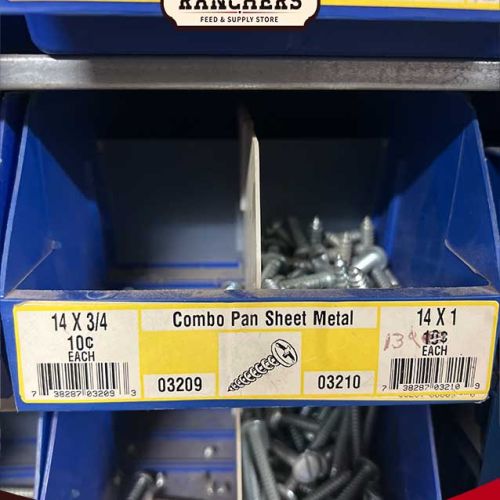 RANCHERS
FEED & SUPPLY STORE
14 X 3/4
10¢
EACH
7 38287 03209 3
Combo Pan Sheet Metal
03209
03210
14 X 1
13¢ 10¢
EACH
7 38287 03210 9